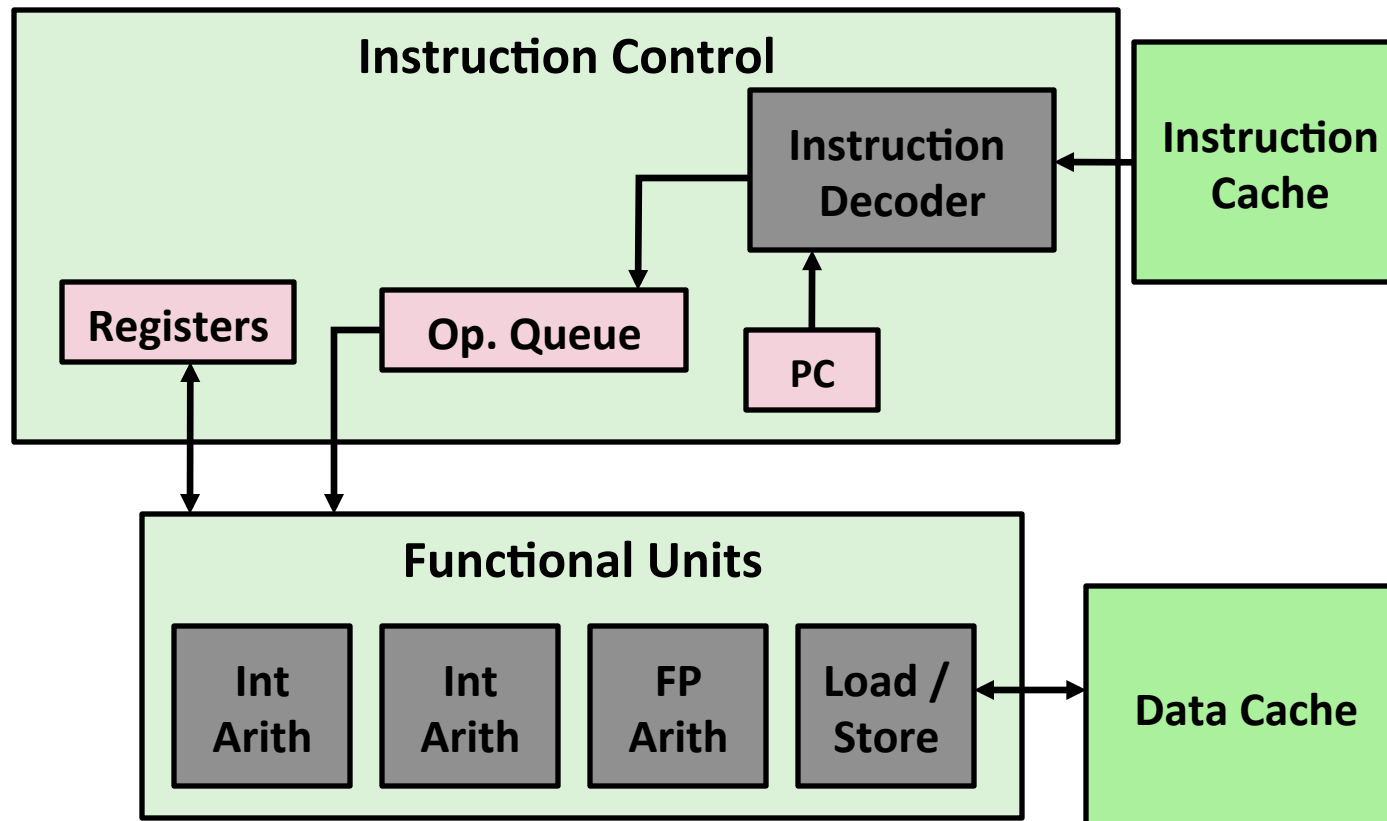 Instruction Control
Instruction
Decoder
Instruction
Cache
Registers
Op. Queue
PC
Functional Units
Int
Arith
Int
Arith
FP
Arith
Load /
Store
Data Cache